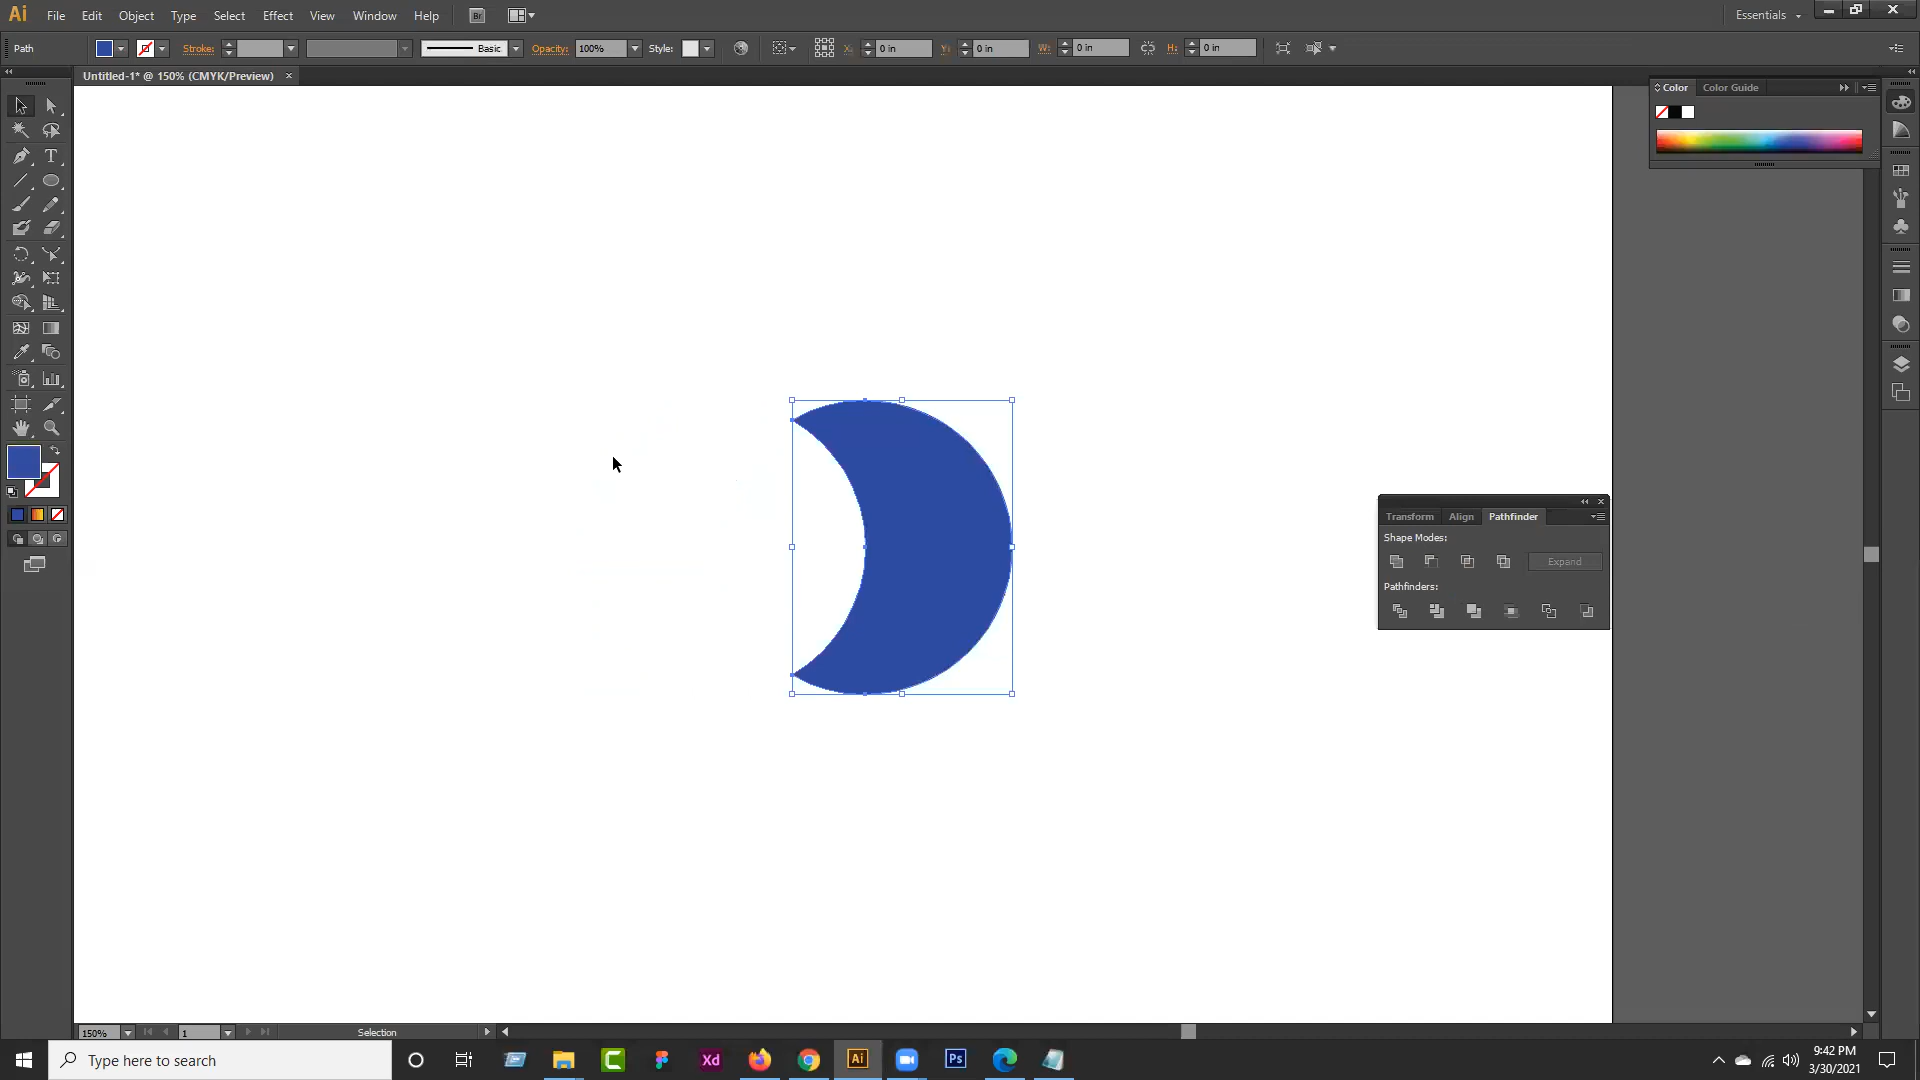 Ai File Edit Object Type Select Effect View Window Help Br Essentials
Path Stroke: Basic Opacity: 100% Style: X: 0 in Y: 0 in W: 0 in H: 0 in
Untitled-1* @ 150% (CMYK/Preview)
Color Color Guide
T
Transform Align Pathfinder
Shape Modes:
Expand
Pathfinders:
150% 1 Selection
Type here to search Xd Ai Ps
9:42 PM
3/30/2021